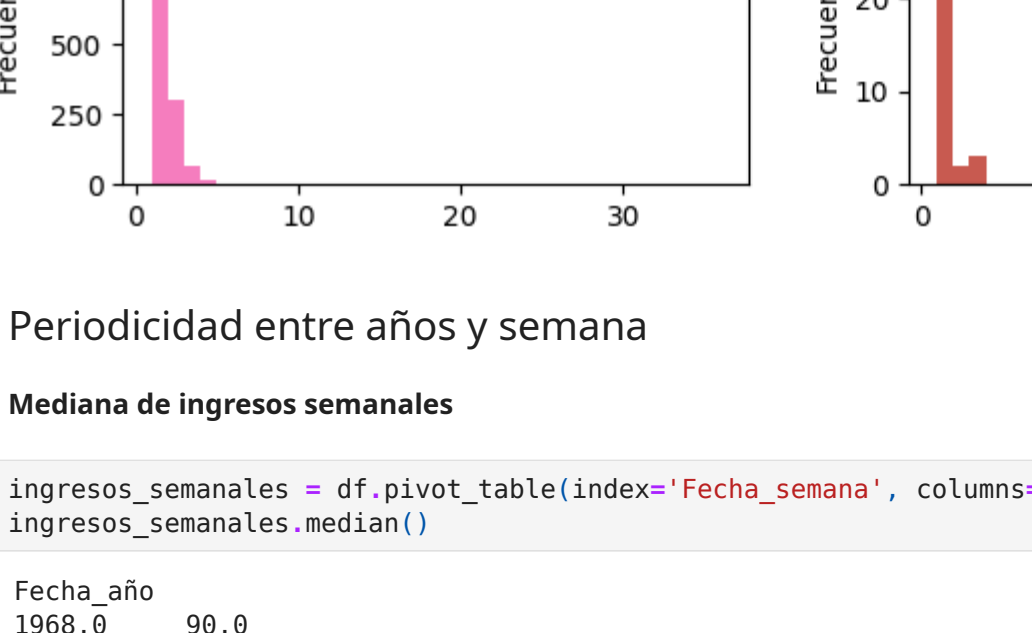 20
500
10
250
0
0
0 10 20 30
0
Periodicidad entre años y semana
Mediana de ingresos semanales
ingresos_semanales = df.pivot_table(index='Fecha_semana', columns=
ingresos_semanales.median()
Fecha_año
1968.0 90.0